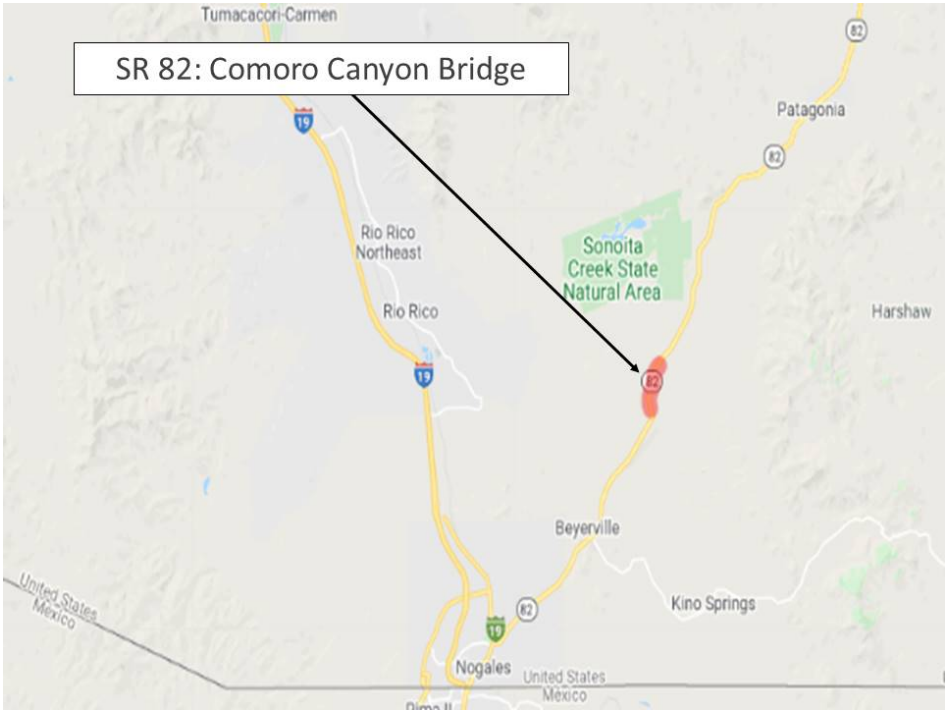 Tumacacori-Carmen
82
SR 82: Comoro Canyon Bridge
19
Patagonia
82
Rio Rico
Northeast
Sonoita
Creek State
Natural Area
Rio Rico
Harshaw
19
82
Beyerville
United States
Mexico
Kino Springs
82
19
Nogales
United States
Mexico